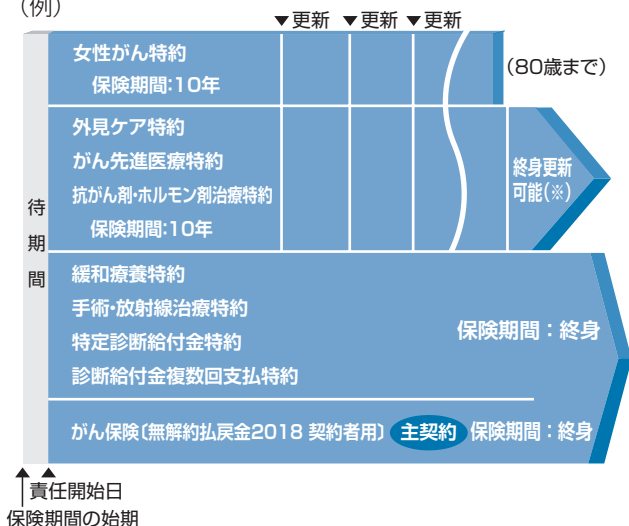 (例)
▼更新 ▼更新 ▼更新
女性がん特約
保険期間:10年
(80歳まで)
外見ケア特約
がん先進医療特約
抗がん剤・ホルモン剤治療特約
保険期間:10年
終身更新
可能(※)
待期間
緩和療養特約
手術・放射線治療特約
特定診断給付金特約
診断給付金複数回支払特約
保険期間：終身
がん保険〔無解約払戻金2018 契約者用〕 主契約 保険期間：終身
責任開始日
保険期間の始期